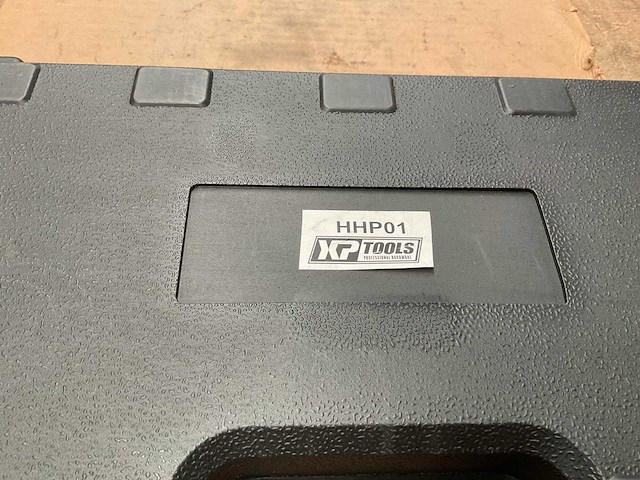 HHP01
XP TOOLS
PROFESSIONAL HARDWARE